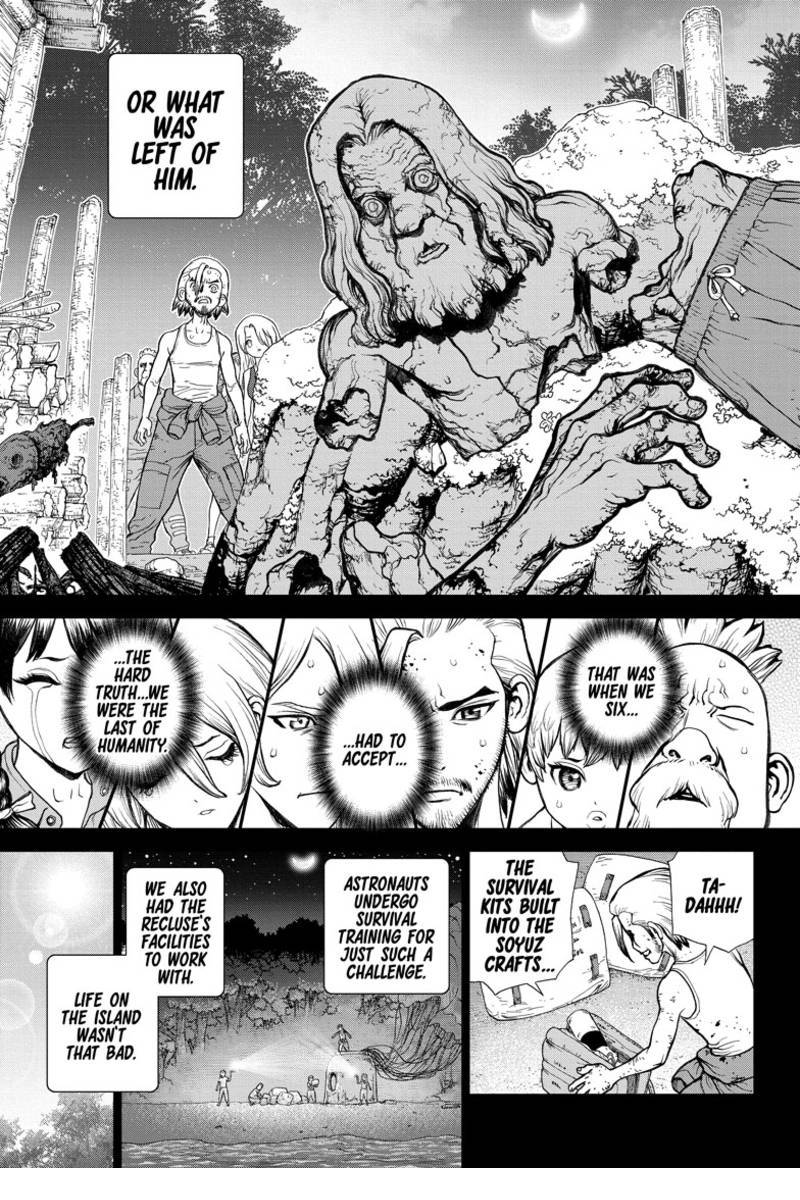 OR WHAT
WAS
LEFT OF
HIM.
THAT WAS
WHEN WE
SIX...
...HAD TO
ACCEPT...
...THE
HARD
TRUTH...WE
WERE THE
LAST OF
HUMANITY.
TA-
DAHHH!
THE
SURVIVAL
KITS BUILT
INTO THE
SOYUZ
CRAFTS...
ASTRONAUTS
UNDERGO
SURVIVAL
TRAINING FOR
JUST SUCH A
CHALLENGE.
WE ALSO
HAD THE
RECLUSE'S
FACILITIES
TO WORK
WITH.
LIFE ON
THE ISLAND
WASN'T
THAT BAD.